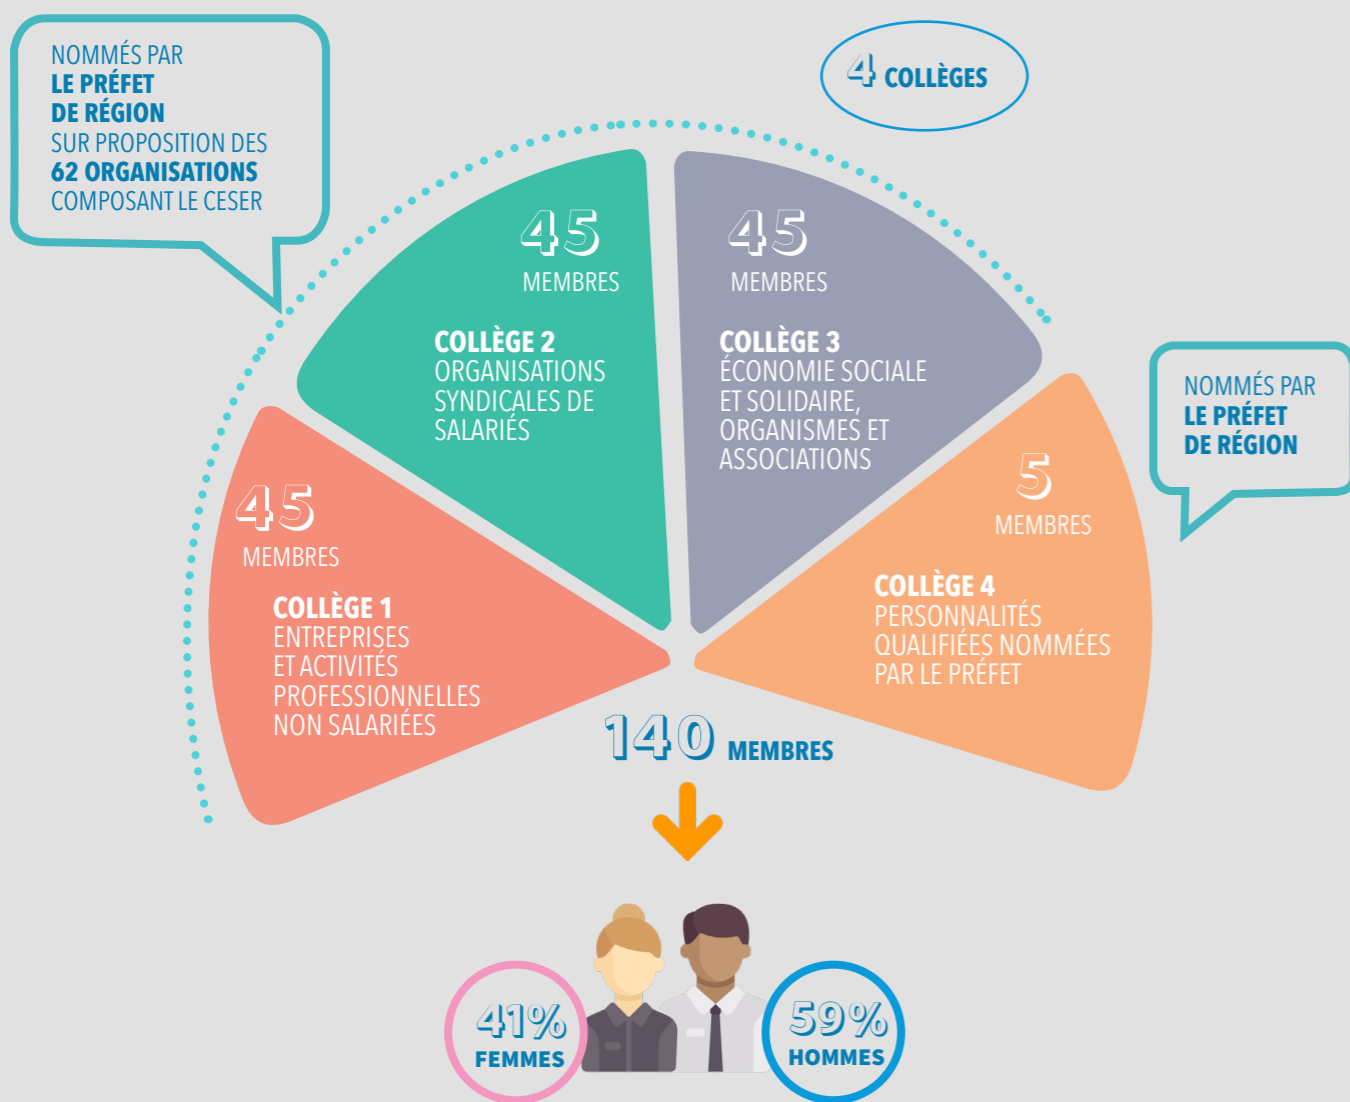 NOMMÉS PAR
LE PRÉFET
DE RÉGION
SUR PROPOSITION DES
62 ORGANISATIONS
COMPOSANT LE CESER
4 COLLÈGES
45
MEMBRES
COLLÈGE 1
ENTREPRISES
ET ACTIVITÉS
PROFESSIONNELLES
NON SALARIÉES
45
MEMBRES
COLLÈGE 2
ORGANISATIONS
SYNDICALES DE
SALARIÉS
45
MEMBRES
COLLÈGE 3
ÉCONOMIE SOCIALE
ET SOLIDAIRE,
ORGANISMES ET
ASSOCIATIONS
5
MEMBRES
COLLÈGE 4
PERSONNALITÉS
QUALIFIÉES NOMMÉES
PAR LE PRÉFET
NOMMÉS PAR
LE PRÉFET
DE RÉGION
140 MEMBRES
41%
FEMMES
59%
HOMMES